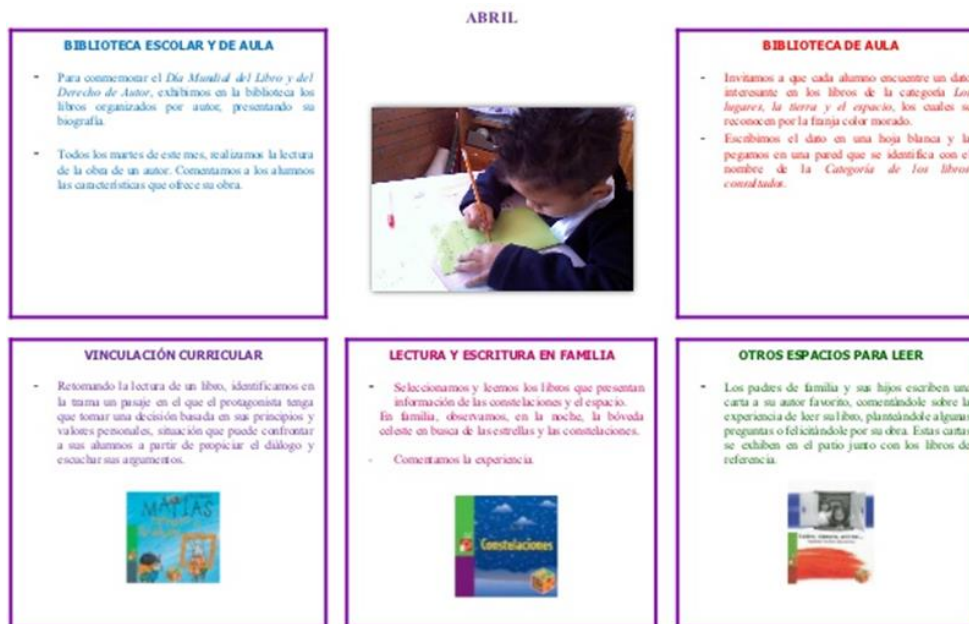 ABRIL
BIBLIOTECA ESCOLAR Y DE AULA
- Para conmemorar el Día Mundial del Libro y del
Derecho de Autor, exhibimos en la biblioteca los
libros organizados por autor, presentando su
biografía.
- Todos los martes de este mes, realizamos la lectura
de la obra de un autor. Comentamos a los alumnos
las características que ofrece su obra.
BIBLIOTECA DE AULA
- Invitamos a que cada alumno encuentre un dato
interesante en los libros de la categoría Los
lugares, la tierra y el espacio, los cuales se
reconocen por la franja color morado.
- Escribimos el dato en una hoja blanca y la
pegamos en una pared que se identifica con el
nombre de la Categoría de los libros
consultados.
VINCULACIÓN CURRICULAR
- Retomando la lectura de un libro, identificamos en
la trama un pasaje en el que el protagonista tenga
que tomar una decisión basada en sus principios y
valores personales, situación que puede confrontar
a sus alumnos a partir de propiciar el diálogo y
escuchar sus argumentos.
MATÍAS
LECTURA Y ESCRITURA EN FAMILIA
- Seleccionamos y leemos los libros que presentan
información de las constelaciones y el espacio.
En familia, observamos, en la noche, la bóveda
celeste en busca de las estrellas y las constelaciones.
- Comentamos la experiencia.
Constelaciones
OTROS ESPACIOS PARA LEER
- Los padres de familia y sus hijos escriben una
carta a su autor favorito, comentándole sobre la
experiencia de leer su libro, planteándole algunas
preguntas o felicitándole por su obra. Estas cartas
se exhiben en el patio junto con los libros de
referencia.